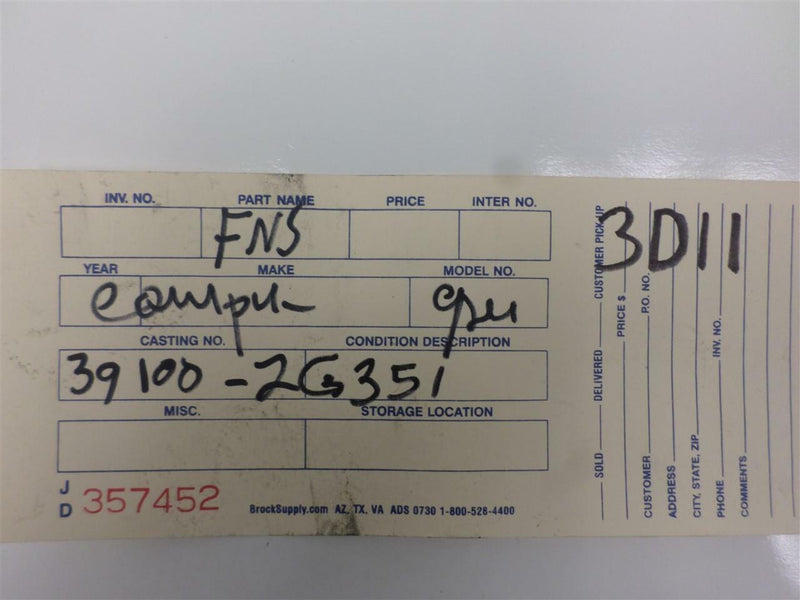 INV. NO. PART NAME PRICE INTER NO.
FNS
YEAR MAKE MODEL NO.
cpu
CASTING NO. CONDITION DESCRIPTION
39100-2G351
MISC. STORAGE LOCATION
J D 357452
BrockSupply.com AZ, TX, VA ADS 0730 1-800-528-4400
3D11
SOLD DELIVERED CUSTOMER PICK-UP
PRICE $
CUSTOMER P.O. NO.
ADDRESS
CITY, STATE, ZIP
PHONE INV. NO.
COMMENTS